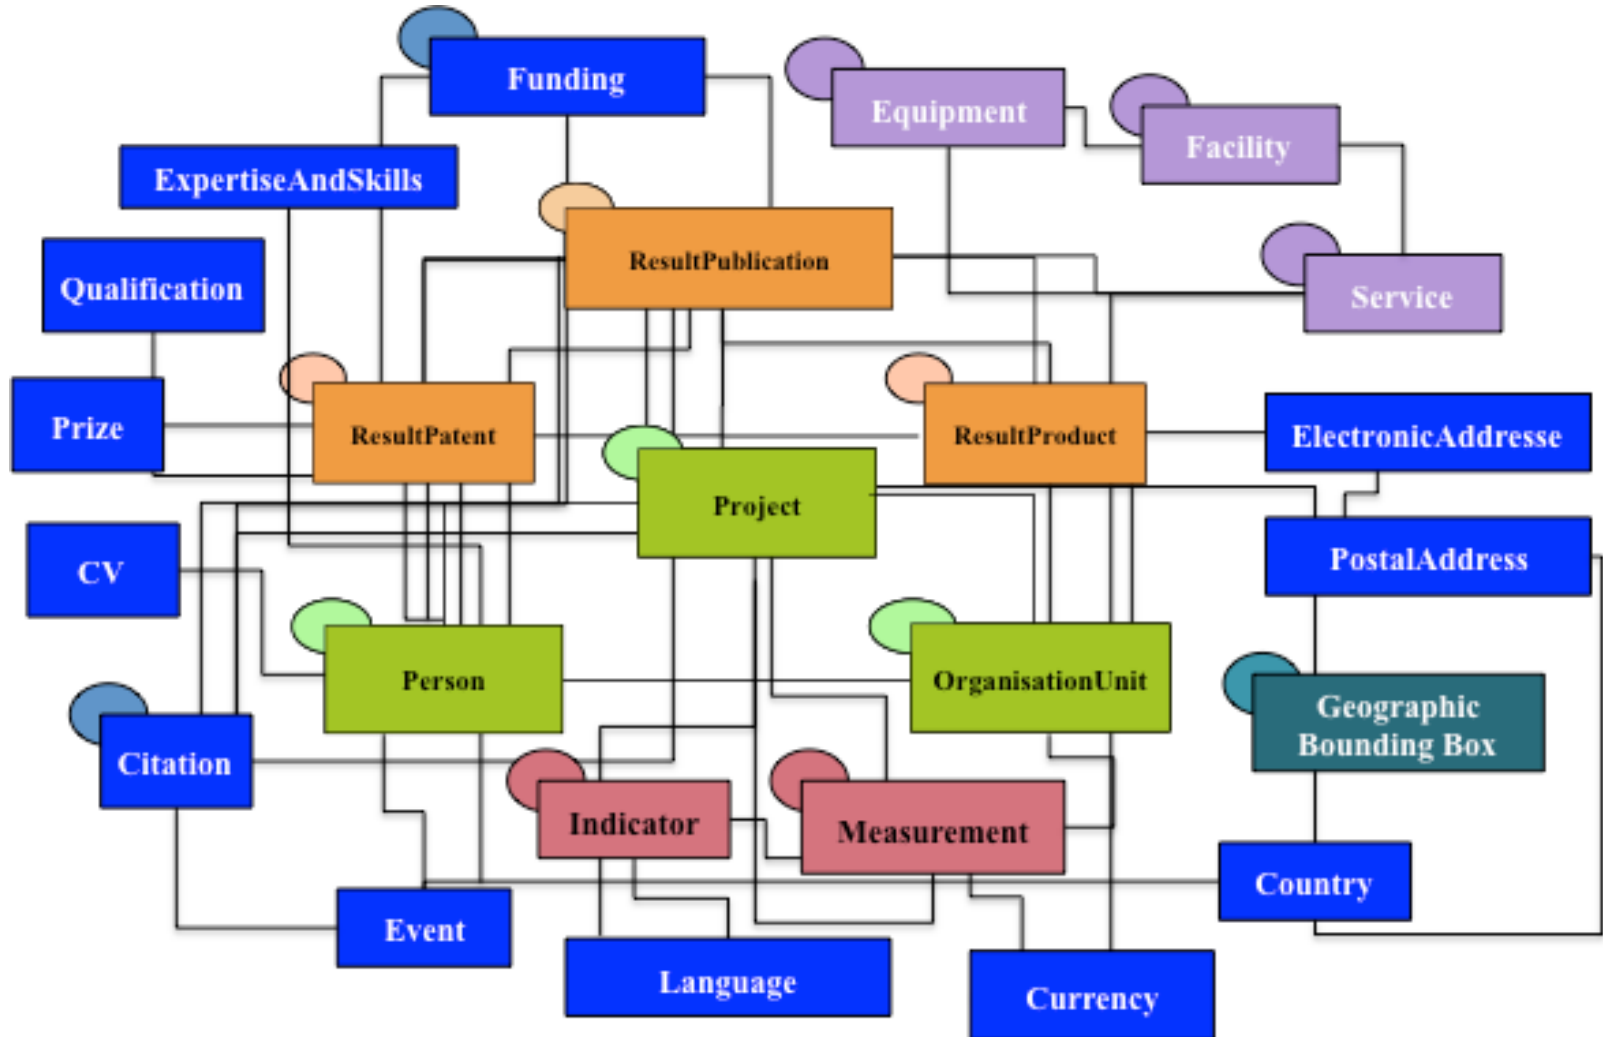 Funding
Equipment
Facility
ExpertiseAndSkills
ResultPublication
Qualification
Service
Prize
ResultPatent
ResultProduct
ElectronicAddresse
Project
CV
PostalAddress
Person
OrganisationUnit
Geographic
Bounding Box
Citation
Indicator
Measurement
Country
Event
Language
Currency